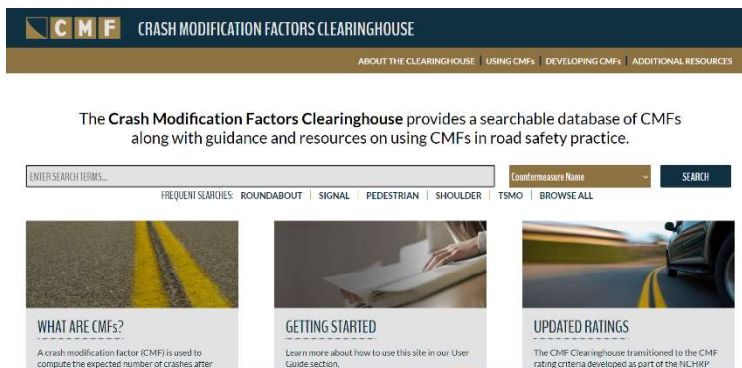 CMF CRASH MODIFICATION FACTORS CLEARINGHOUSE
ABOUT THE CLEARINGHOUSE | USING CMFs | DEVELOPING CMFs | ADDITIONAL RESOURCES
The Crash Modification Factors Clearinghouse provides a searchable database of CMFs
along with guidance and resources on using CMFs in road safety practice.
ENTER SEARCH TERMS... Countermeasure Name SEARCH
FREQUENT SEARCHES: ROUNDABOUT | SIGNAL | PEDESTRIAN | SHOULDER | TSMO | BROWSE ALL
WHAT ARE CMFs?
A crash modification factor (CMF) is used to
compute the expected number of crashes after
GETTING STARTED
Learn more about how to use this site in our User
Guide section.
UPDATED RATINGS
The CMF Clearinghouse transitioned to the CMF
rating criteria developed as part of the NCHRP